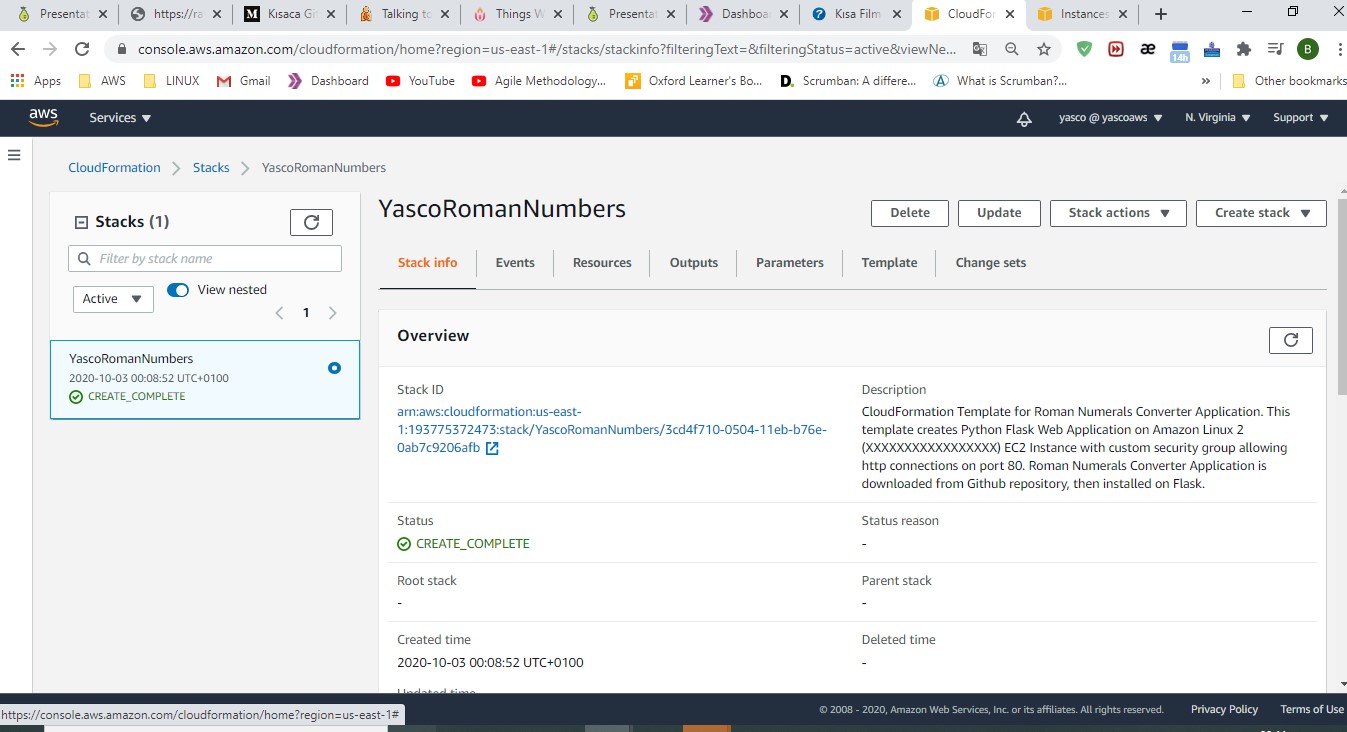 Presentat
https://ra
Kısaca Gi
Talking to
Things W
Presentat
Dashboa
Kısa Film
CloudFor
Instances
console.aws.amazon.com/cloudformation/home?region=us-east-1#/stacks/stackinfo?filteringText=&filteringStatus=active&viewNe...
14h
B
Apps
AWS
LINUX
Gmail
Dashboard
YouTube
Agile Methodology...
Oxford Learner's Bo...
Scrumban: A differe...
What is Scrumban?...
»
Other bookmarks
aws
Services
yasco @ yascoaws
N. Virginia
Support
CloudFormation
Stacks
YascoRomanNumbers
Stacks (1)
Filter by stack name
Active
View nested
1
YascoRomanNumbers
2020-10-03 00:08:52 UTC+0100
CREATE_COMPLETE
YascoRomanNumbers
Delete
Update
Stack actions
Create stack
Stack info
Events
Resources
Outputs
Parameters
Template
Change sets
Overview
Stack ID
arn:aws:cloudformation:us-east-
1:193775372473:stack/YascoRomanNumbers/3cd4f710-0504-11eb-b76e-
0ab7c9206afb
Description
CloudFormation Template for Roman Numerals Converter Application. This
template creates Python Flask Web Application on Amazon Linux 2
(XXXXXXXXXXXXXXXXX) EC2 Instance with custom security group allowing
http connections on port 80. Roman Numerals Converter Application is
downloaded from Github repository, then installed on Flask.
Status
CREATE_COMPLETE
Status reason
-
Root stack
-
Parent stack
-
Created time
2020-10-03 00:08:52 UTC+0100
Deleted time
-
Updated time
https://console.aws.amazon.com/cloudformation/home?region=us-east-1#
© 2008 - 2020, Amazon Web Services, Inc. or its affiliates. All rights reserved.
Privacy Policy
Terms of Use